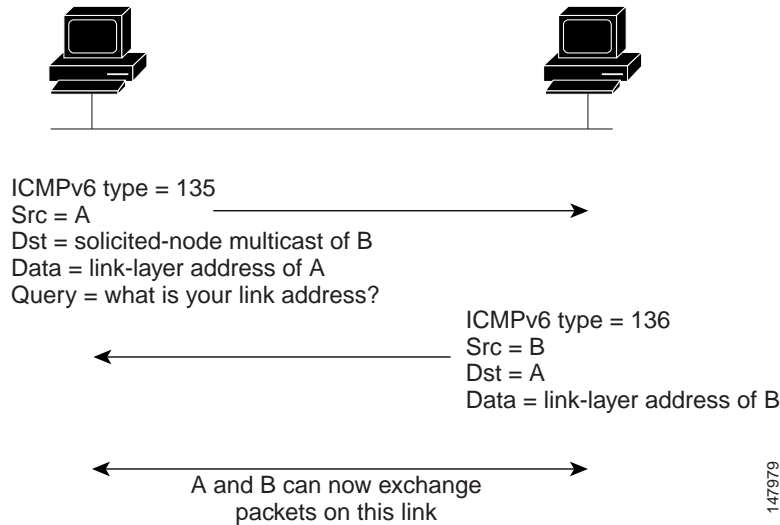 ICMPv6 type = 135
Src = A
Dst = solicited-node multicast of B
Data = link-layer address of A
Query = what is your link address?
ICMPv6 type = 136
Src = B
Dst = A
Data = link-layer address of B
A and B can now exchange
packets on this link
147979